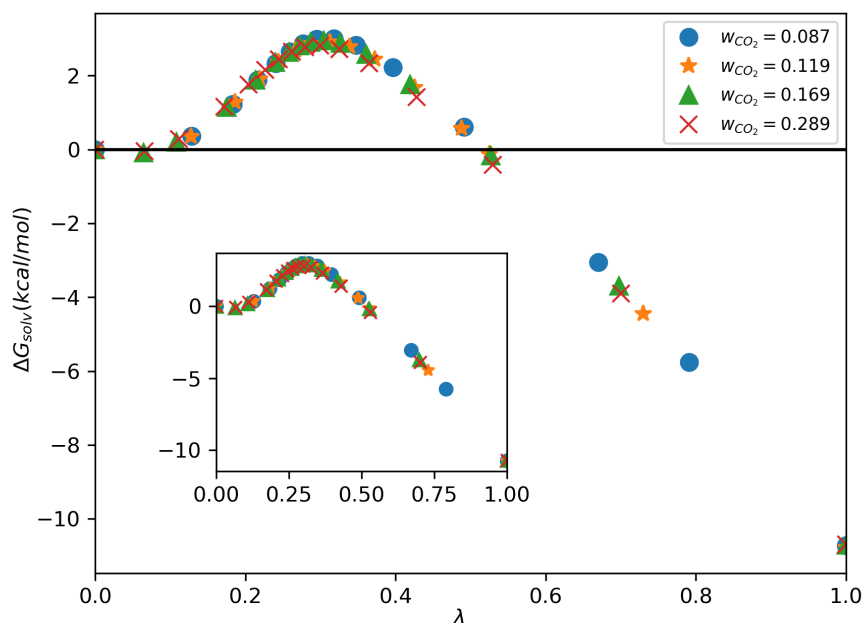 2
0
−2
−4
−6
−8
−10
ΔG_{solv}(kcal/mol)
w_{CO_2} = 0.087
w_{CO_2} = 0.119
w_{CO_2} = 0.169
w_{CO_2} = 0.289
0
−5
−10
0.00 0.25 0.50 0.75 1.00
0.0 0.2 0.4 0.6 0.8 1.0
λ